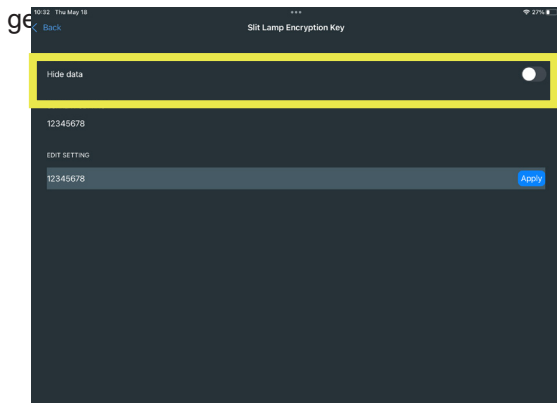 ge
10:32 Thu May 18 27%
Back Slit Lamp Encryption Key
Hide data
12345678
EDIT SETTING
12345678 Apply